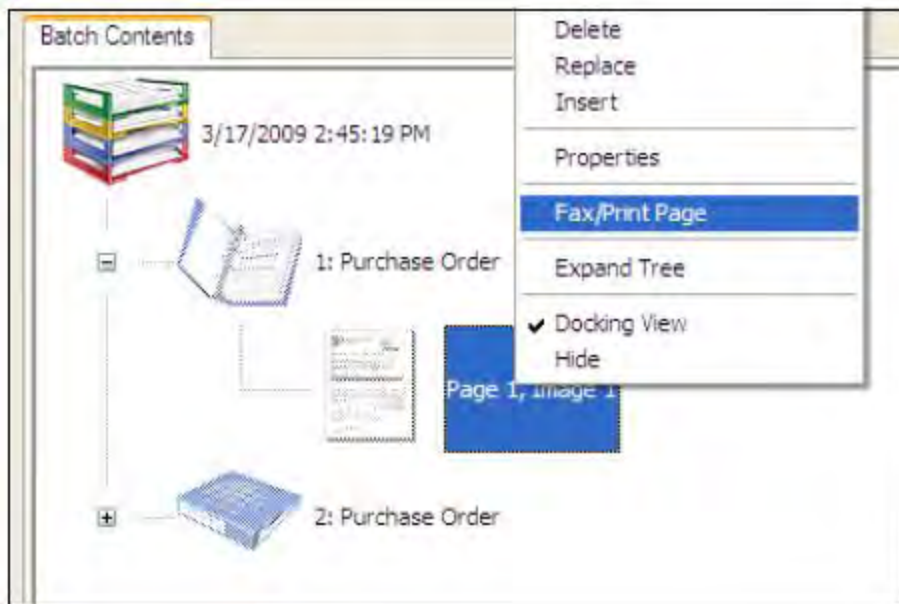 Batch Contents
3/17/2009 2:45:19 PM
1: Purchase Order
Page 1, Image 1
2: Purchase Order
Delete
Replace
Insert
Properties
Fax/Print Page
Expand Tree
Docking View
Hide